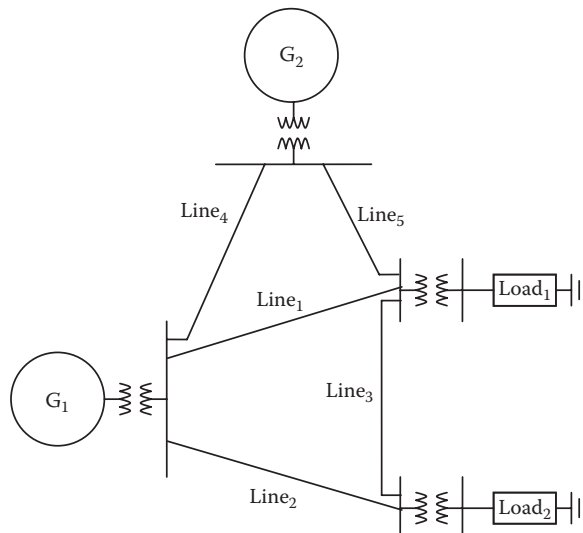 G₂
Line₄
Line₅
Line₁
Load₁
G₁
Line₃
Line₂
Load₂